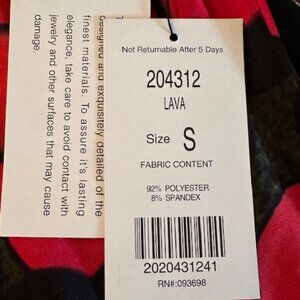 designed and exquisitely detailed of the
finest materials. To assure it's lasting
elegance, take care to avoid contact with
jewelry and other surfaces that may cause
damage.
Not Returnable After 5 Days
204312
LAVA
Size S
FABRIC CONTENT
92% POLYESTER
8% SPANDEX
2020431241
RN#:093698